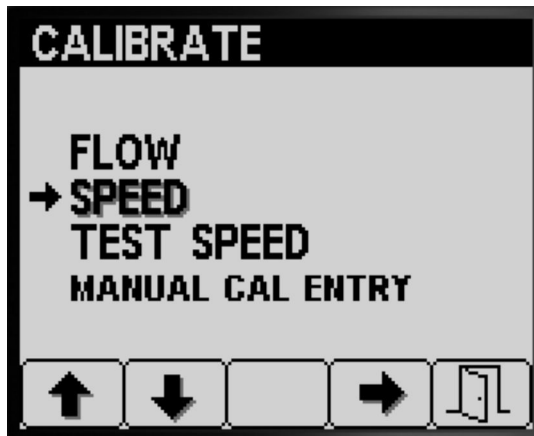 CALIBRATE
FLOW
SPEED
TEST SPEED
MANUAL CAL ENTRY